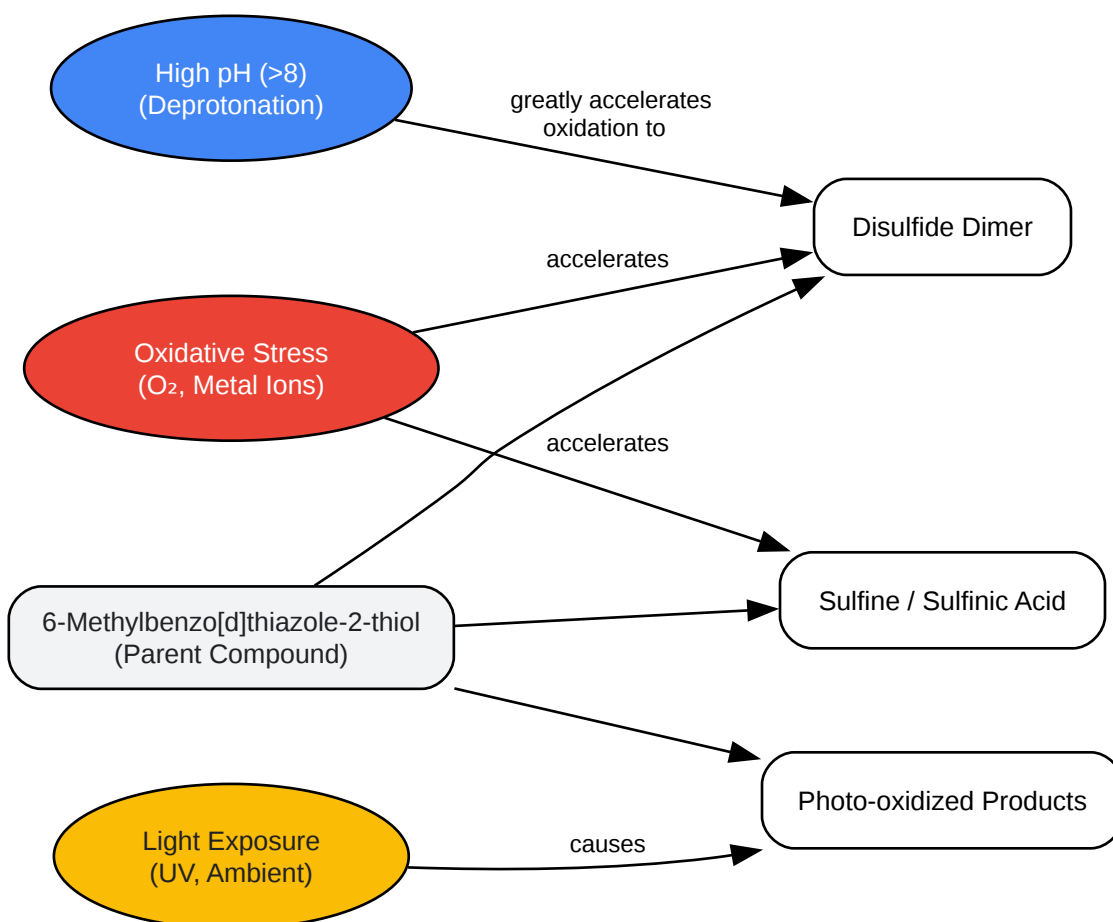 High pH (>8)
(Deprotonation)
greatly accelerates
oxidation to
Disulfide Dimer
accelerates
Oxidative Stress
(O₂, Metal Ions)
accelerates
6-Methylbenzo[d]thiazole-2-thiol
(Parent Compound)
Sulfine / Sulfinic Acid
Photo-oxidized Products
Light Exposure
(UV, Ambient)
causes